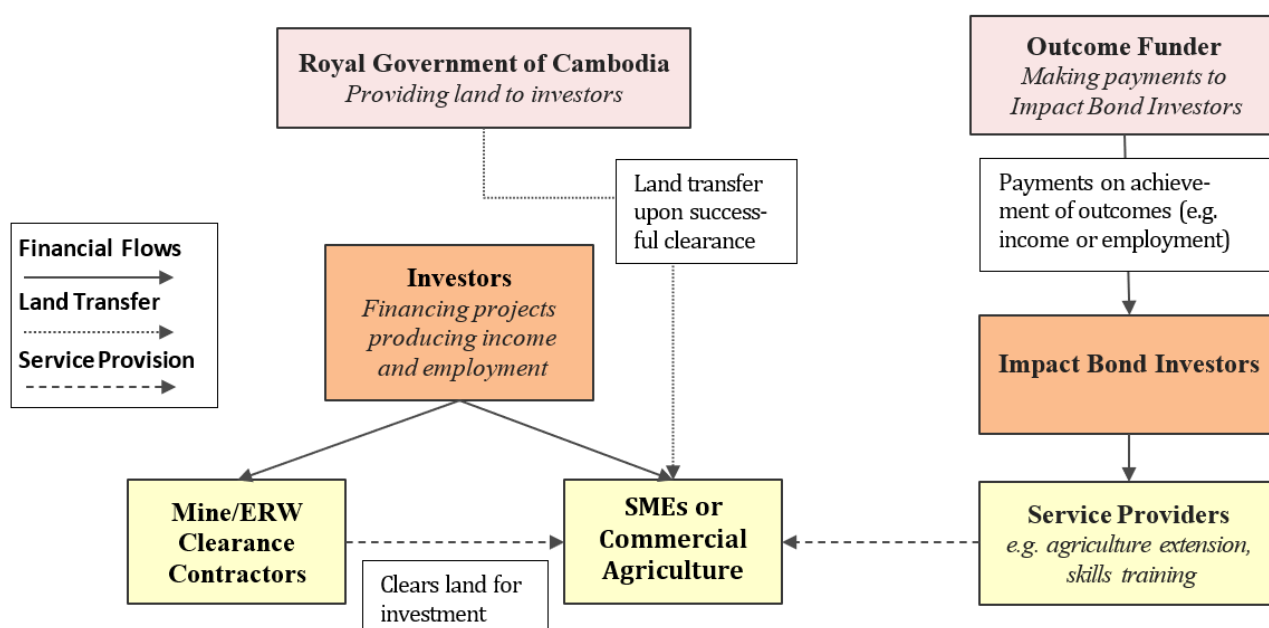 Royal Government of Cambodia
Providing land to investors
Outcome Funder
Making payments to
Impact Bond Investors
Land transfer
upon success-
ful clearance
Payments on achieve-
ment of outcomes (e.g.
income or employment)
Financial Flows
Land Transfer
Service Provision
Investors
Financing projects
producing income
and employment
Impact Bond Investors
Mine/ERW
Clearance
Contractors
SMEs or
Commercial
Agriculture
Service Providers
e.g. agriculture extension,
skills training
Clears land for
investment